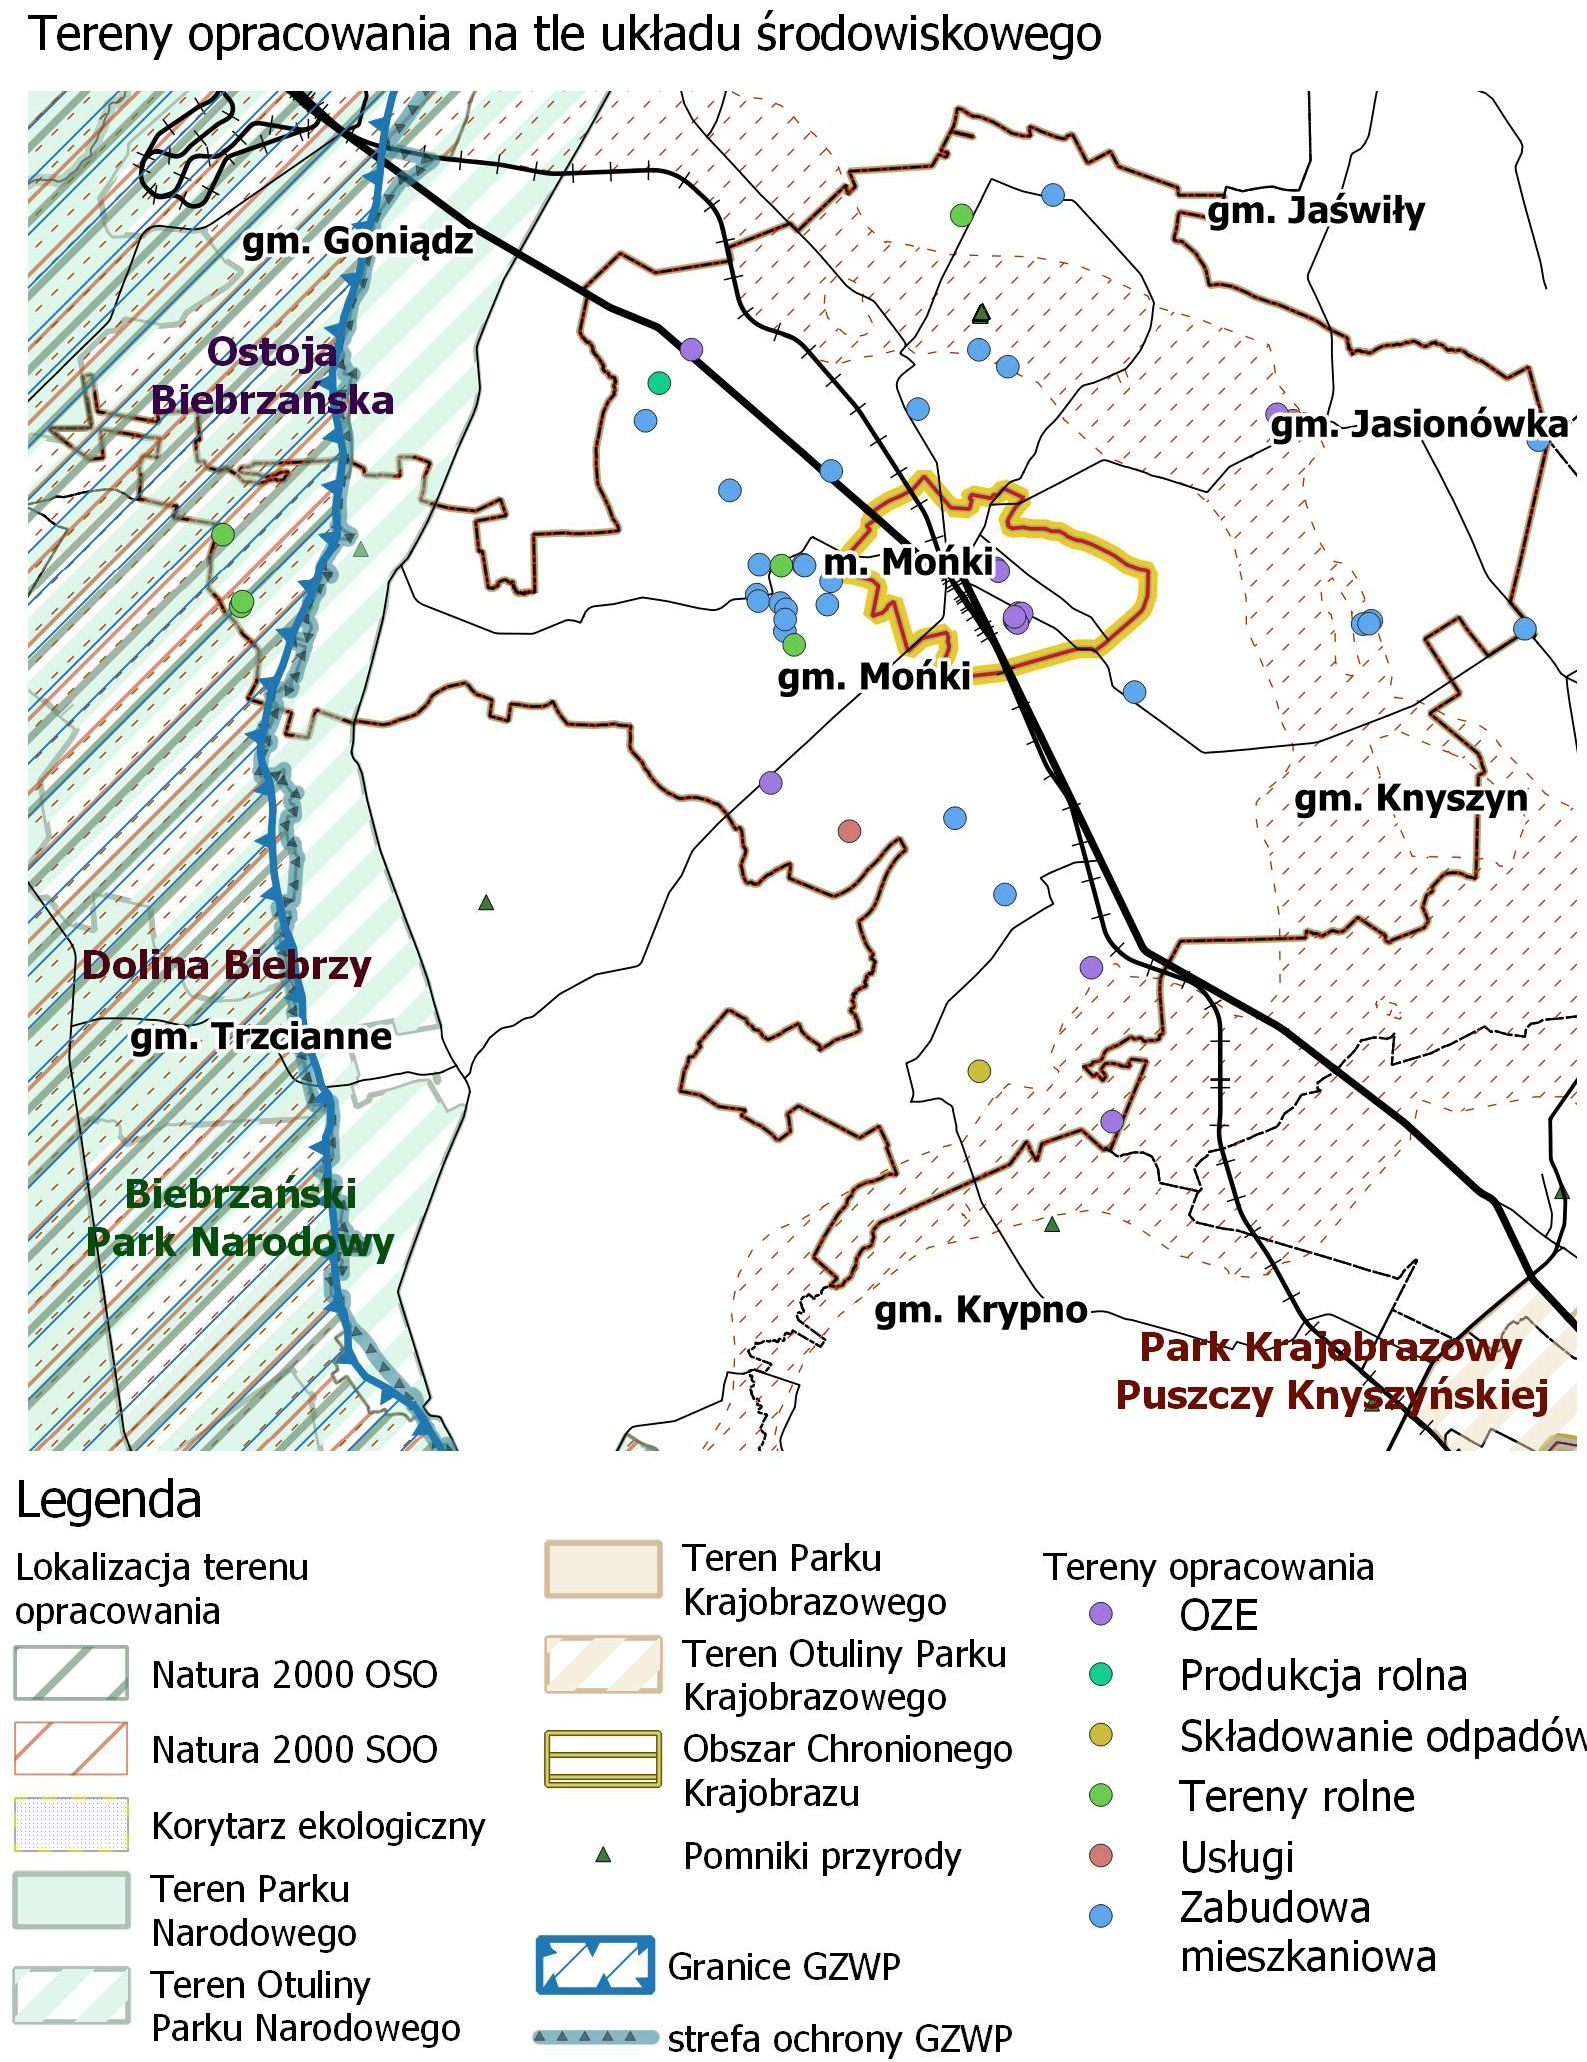 Tereny opracowania na tle układu środowiskowego
gm. Jaświły
gm. Goniądz
Ostoja
Biebrzańska
gm. Jasionówka
m. Mońki
gm. Mońki
gm. Knyszyn
Dolina Biebrzy
gm. Trzcianne
Biebrzański
Park Narodowy
gm. Krypno
Park Krajobrazowy
Puszczy Knyszyńskiej
Legenda
Lokalizacja terenu
opracowania
Natura 2000 OSO
Natura 2000 SOO
Korytarz ekologiczny
Teren Parku
Narodowego
Teren Otuliny
Parku Narodowego
Teren Parku
Krajobrazowego
Teren Otuliny Parku
Krajobrazowego
Obszar Chronionego
Krajobrazu
Pomniki przyrody
Granice GZWP
strefa ochrony GZWP
Tereny opracowania
OZE
Produkcja rolna
Składowanie odpadów
Tereny rolne
Usługi
Zabudowa
mieszkaniowa